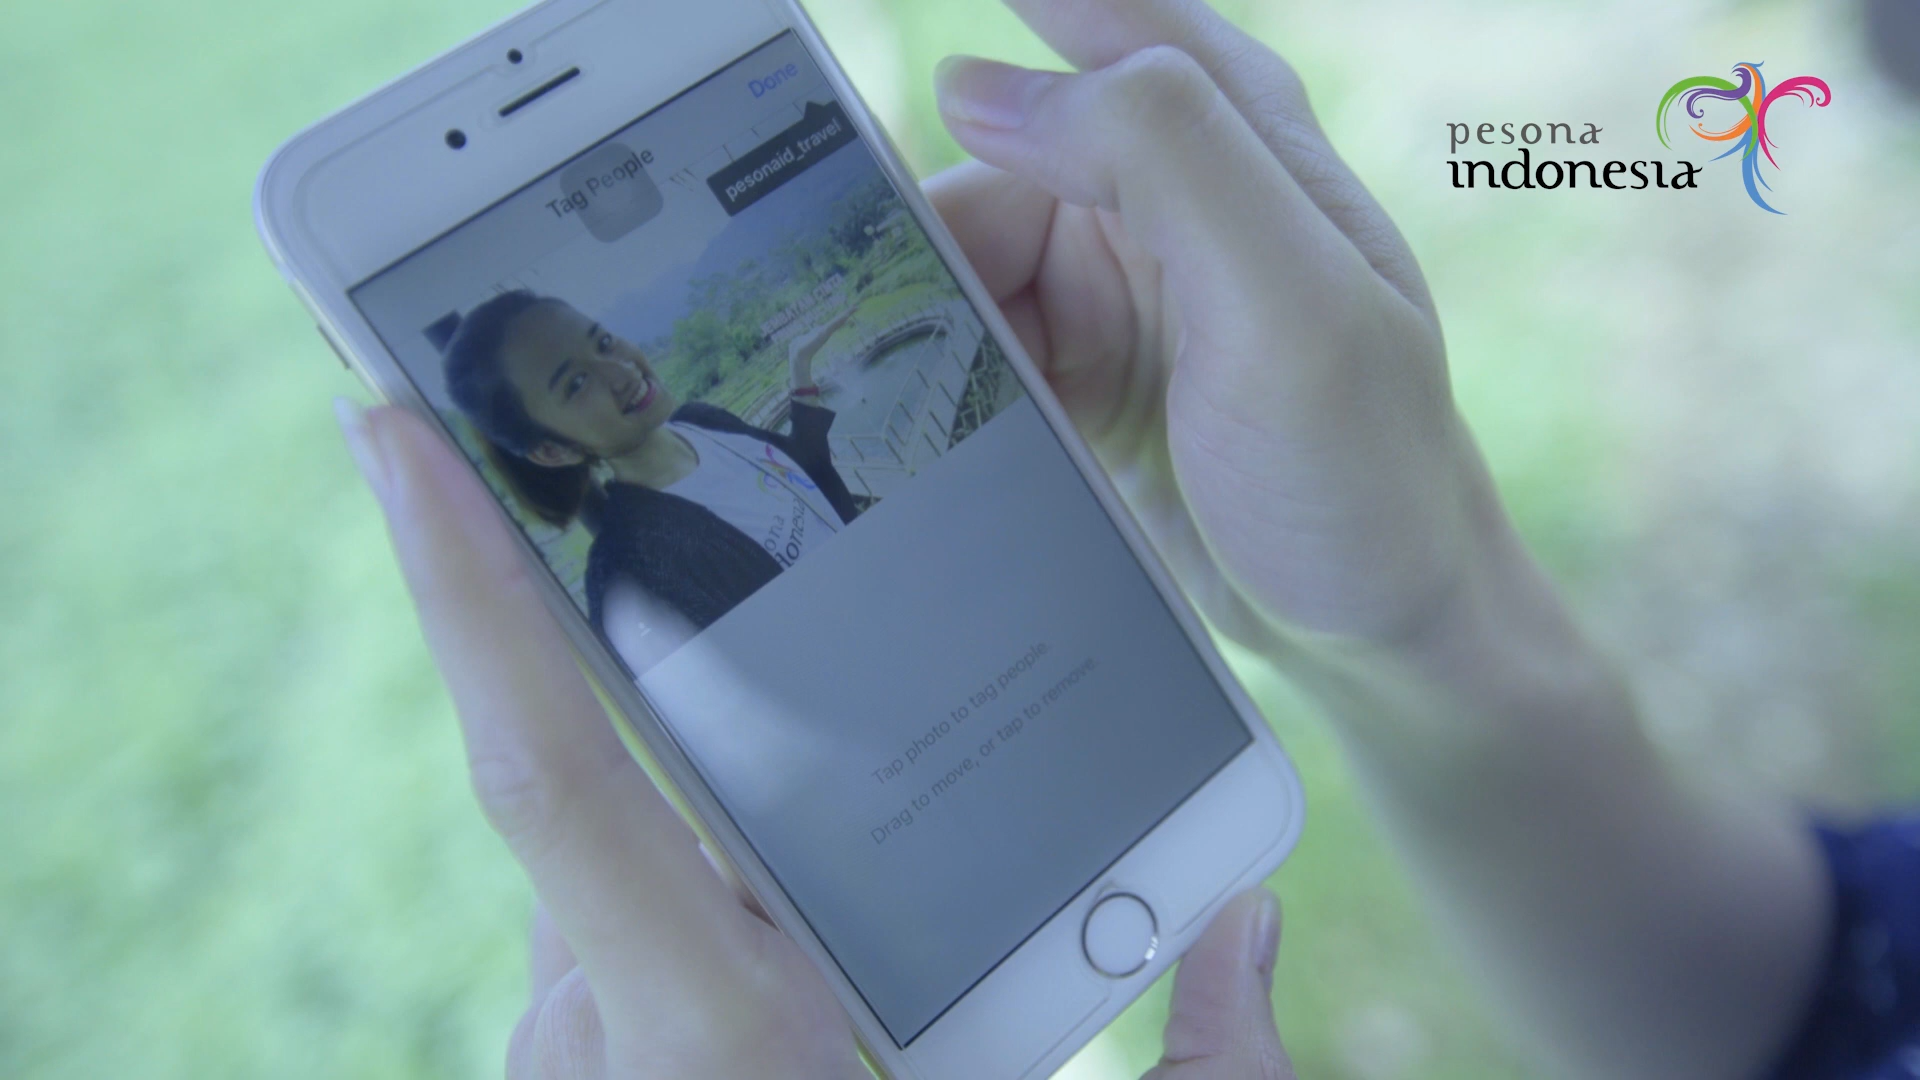 pesona
indonesia
Done
Tag People
pesonaid_travel
Tap photo to tag people.
Drag to move, or tap to remove.